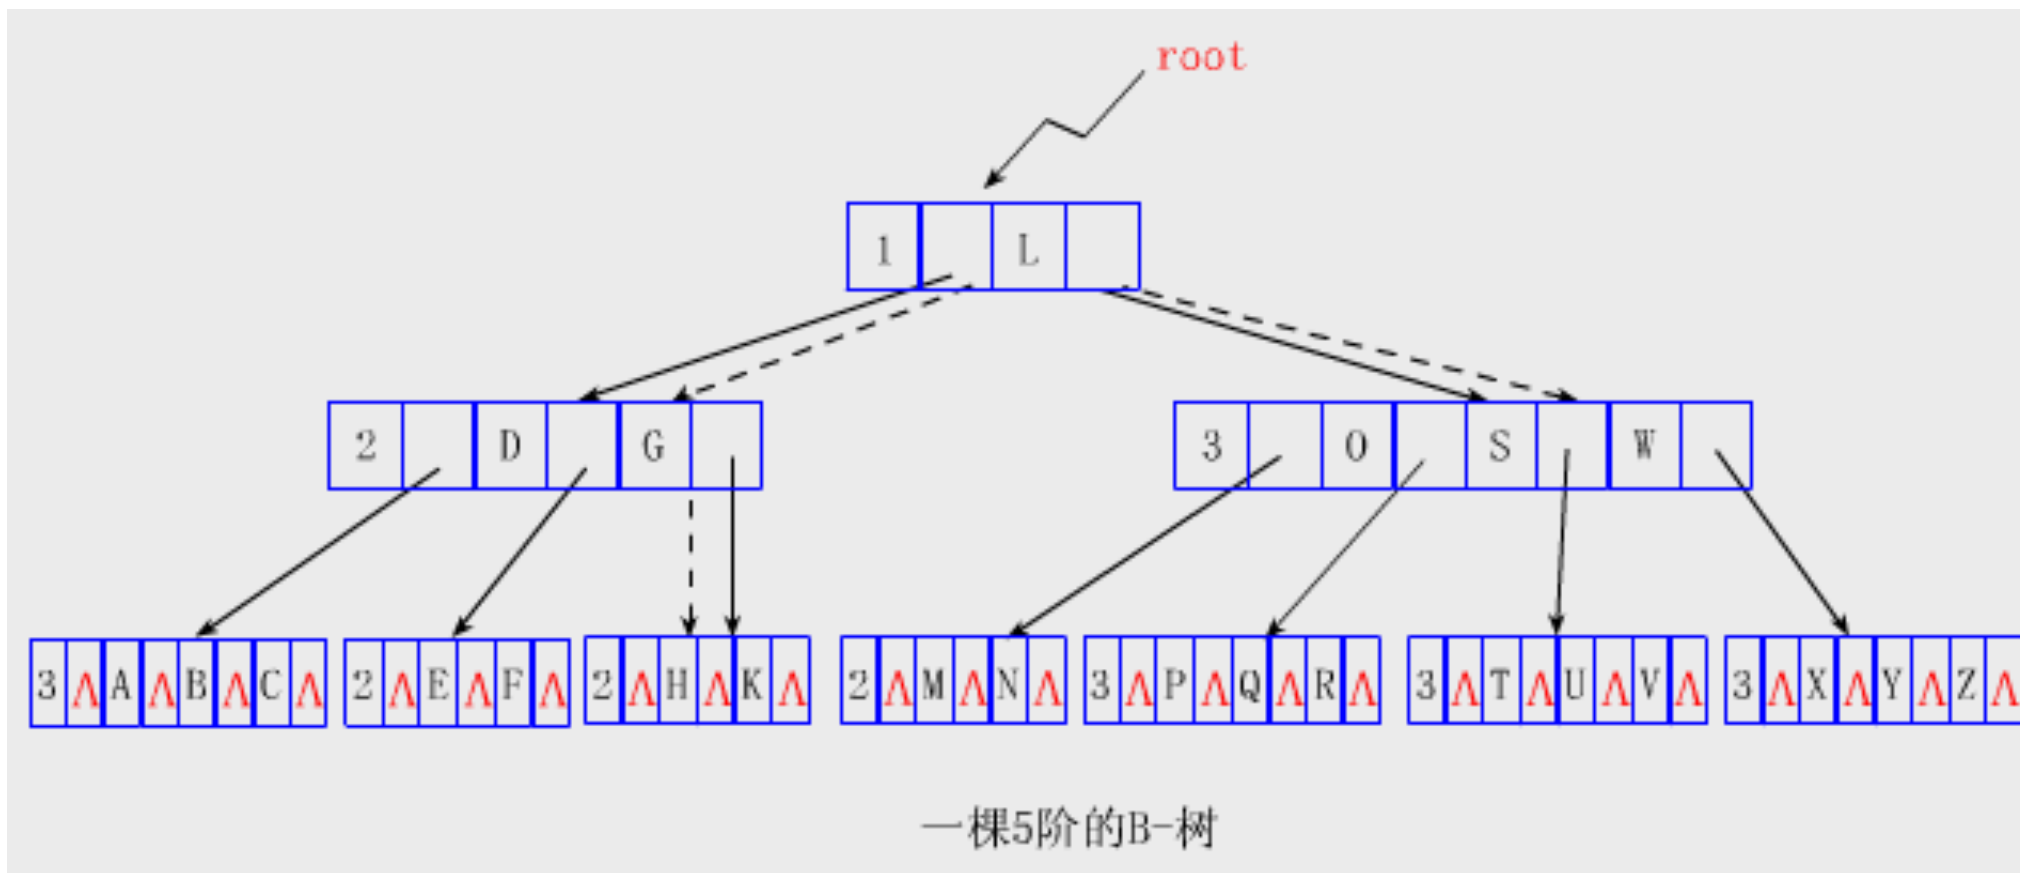 root
1 L
2 D G
3 O S W
3 Λ A Λ B Λ C Λ
2 Λ E Λ F Λ
2 Λ H Λ K Λ
2 Λ M Λ N Λ
3 Λ P Λ Q Λ R Λ
3 Λ T Λ U Λ V Λ
3 Λ X Λ Y Λ Z Λ
一棵5阶的B-树